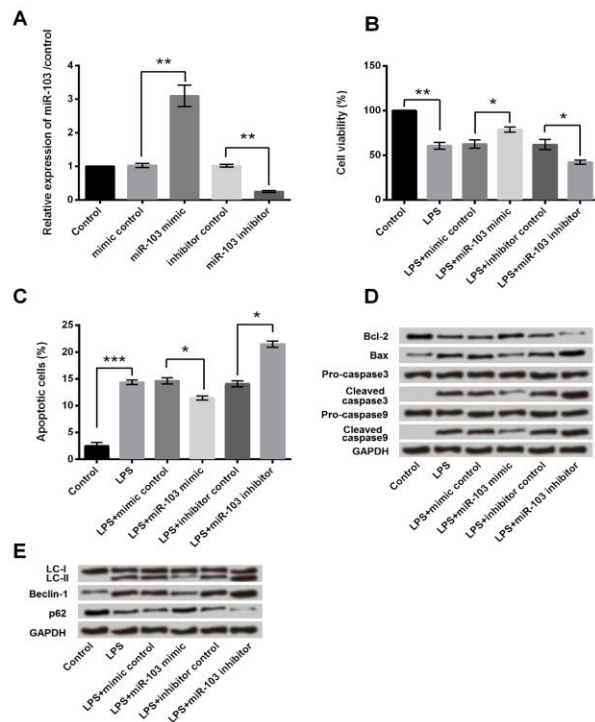 A
Relative expression of miR-103 /control
4
3
2
1
0
**
**
Control
mimic control
miR-103 mimic
inhibitor control
miR-103 inhibitor
B
Cell viability (%)
150
100
50
0
**
*
*
Control
LPS
LPS+mimic control
LPS+miR-103 mimic
LPS+inhibitor control
LPS+miR-103 inhibitor
C
Apoptotic cells (%)
25
20
15
10
5
0
***
*
*
Control
LPS
LPS+mimic control
LPS+miR-103 mimic
LPS+inhibitor control
LPS+miR-103 inhibitor
D
Bcl-2
Bax
Pro-caspase3
Cleaved
caspase3
Pro-caspase9
Cleaved
caspase9
GAPDH
Control
LPS
LPS+mimic control
LPS+miR-103 mimic
LPS+inhibitor control
LPS+miR-103 inhibitor
E
LC-I
LC-II
Beclin-1
p62
GAPDH
Control
LPS
LPS+mimic control
LPS+miR-103 mimic
LPS+inhibitor control
LPS+miR-103 inhibitor